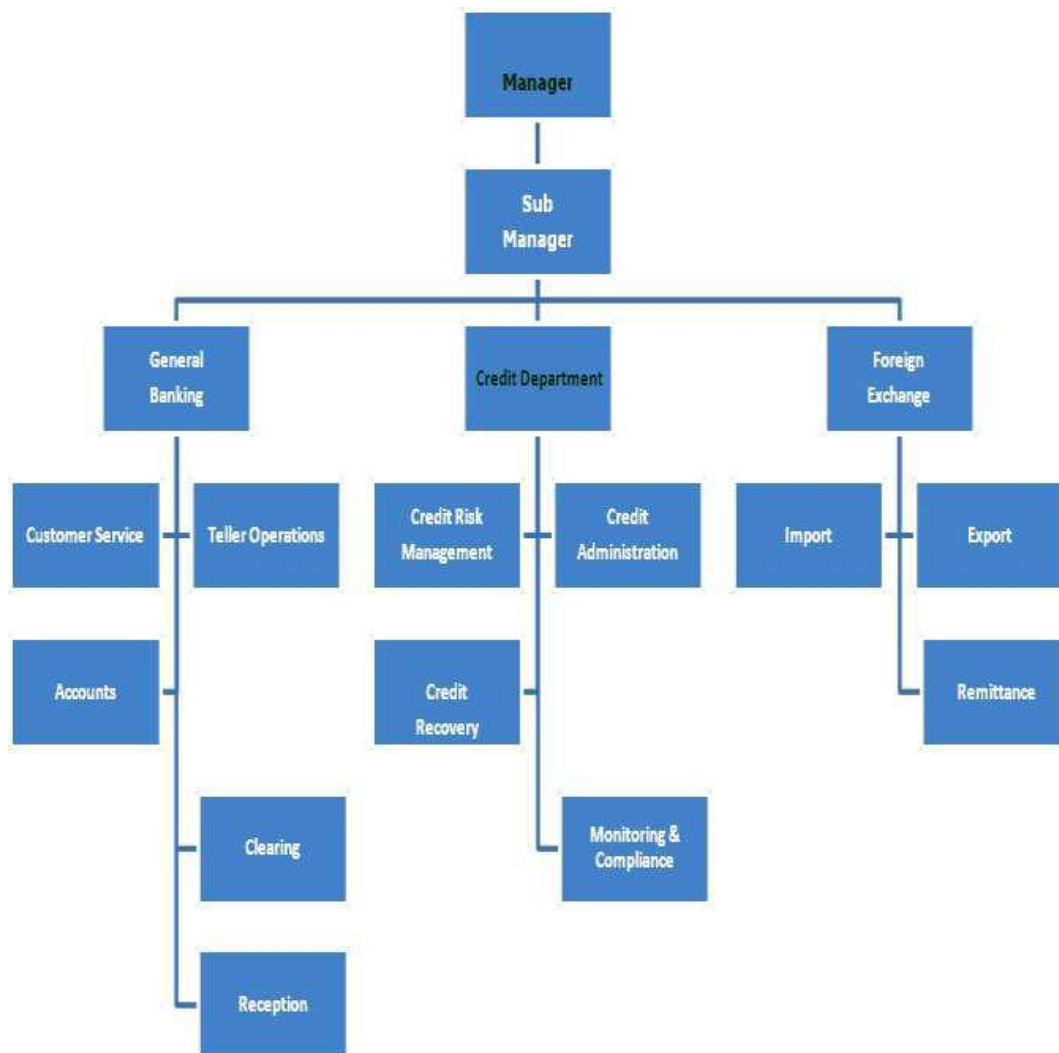 Manager
Sub
Manager
General
Banking
Credit Department
Foreign
Exchange
Customer Service
Teller Operations
Credit Risk
Management
Credit
Administration
Import
Export
Accounts
Credit
Recovery
Remittance
Clearing
Monitoring &
Compliance
Reception